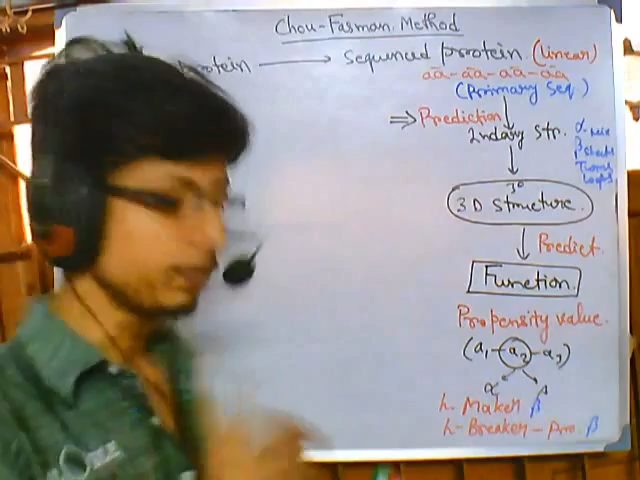 Chou-Fasman Method
protein → sequenced protein (linear)
aa-aa-aa-aa
(Primary Seq)
⇒ Prediction
2ndary str.
α-
β sheets
Turns
loops
3°
3D structure
Predict
Function
Propensity value
(a1-a2-a3)
α
h-Maker β
h-Breaker-Pro. β